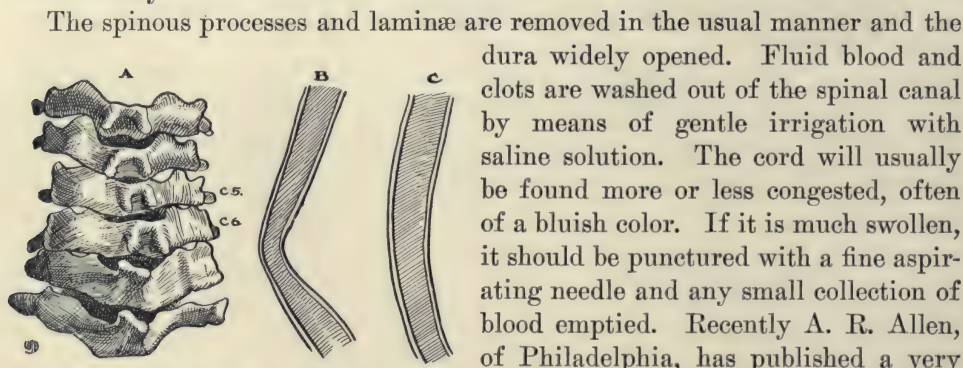 The spinous processes and laminæ are removed in the usual manner and the
dura widely opened. Fluid blood and
clots are washed out of the spinal canal
by means of gentle irrigation with
saline solution. The cord will usually
be found more or less congested, often
of a bluish color. If it is much swollen,
it should be punctured with a fine aspir-
ating needle and any small collection of
blood emptied. Recently A. R. Allen,
of Philadelphia, has published a very
A
B
C
C.5.
C.6.